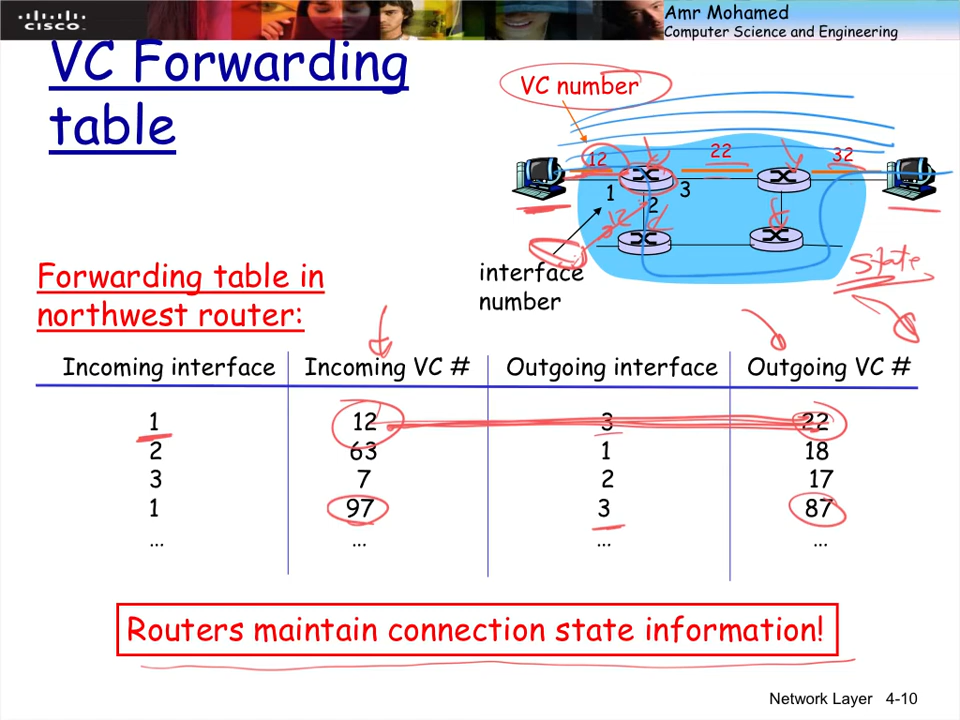 CISCO
Amr Mohamed
Computer Science and Engineering
VC Forwarding
table
VC number
12
22
32
1
2
3
12
interface
number
State
Forwarding table in
northwest router:
Incoming interface Incoming VC # Outgoing interface Outgoing VC #
1 12 3 22
2 63 1 18
3 7 2 17
1 97 3 87
... ... ... ...
Routers maintain connection state information!
Network Layer 4-10